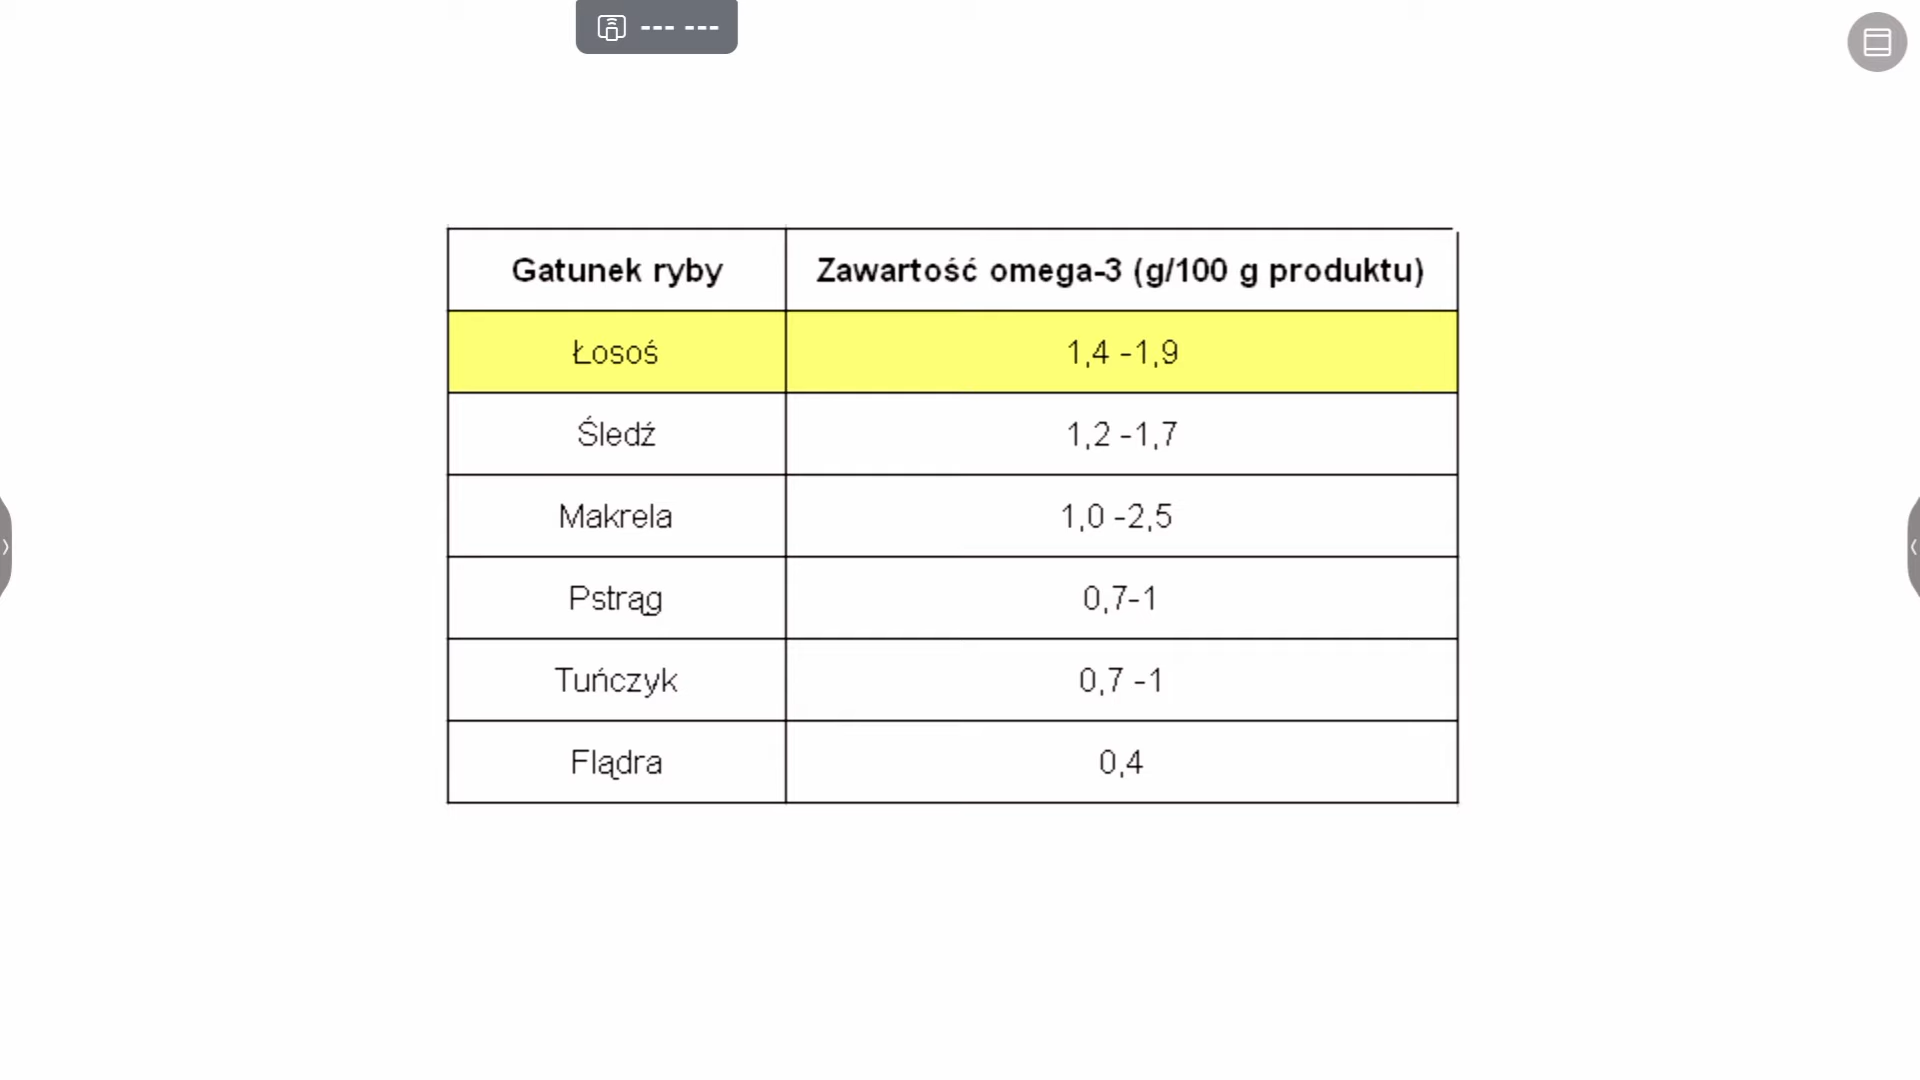 --- ---
Gatunek ryby Zawartość omega-3 (g/100 g produktu)
Łosoś 1,4 -1,9
Śledź 1,2 -1,7
Makrela 1,0 -2,5
Pstrąg 0,7-1
Tuńczyk 0,7 -1
Flądra 0,4